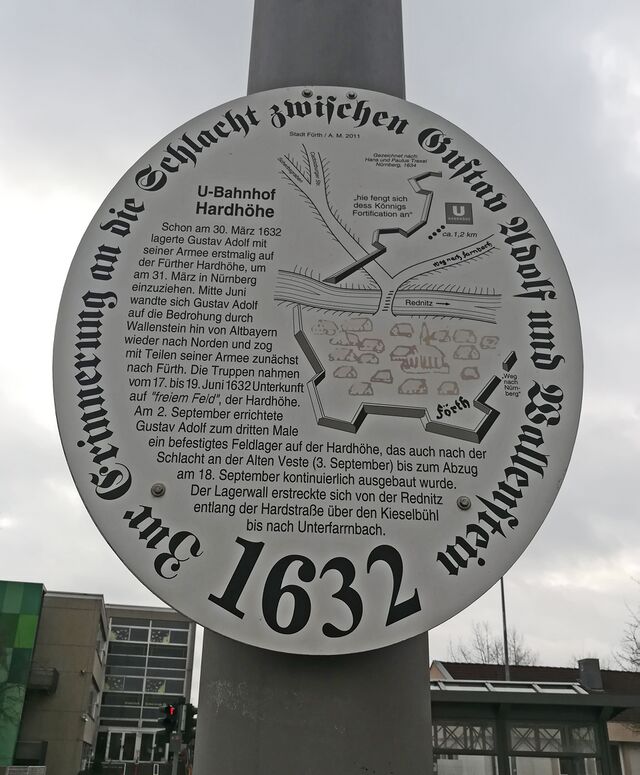 Zur Erinnerung an die Schlacht zwischen Gustav Adolf und Wallenstein
Stadt Fürth / A. M. 2011
Gezeichnet nach
Hans und Paulus Trexel
Nürnberg, 1634
"hie fengt sich
dess Königs
Fortification an"
U
HARDHÖHE
ca. 1,2 km
Weg nach Farnbach
Rednitz →
Weg
nach
Nürn-
berg"
Förth
U-Bahnhof
Hardhöhe
Schon am 30. März 1632
lagerte Gustav Adolf mit
seiner Armee erstmalig auf
der Fürther Hardhöhe, um
am 31. März in Nürnberg
einzuziehen. Mitte Juni
wandte sich Gustav Adolf
auf die Bedrohung durch
Wallenstein hin von Altbayern
wieder nach Norden und zog
mit Teilen seiner Armee zunächst
nach Fürth. Die Truppen nahmen
vom 17. bis 19. Juni 1632 Unterkunft
auf "freiem Feld", der Hardhöhe.
Am 2. September errichtete
Gustav Adolf zum dritten Male
ein befestigtes Feldlager auf der Hardhöhe, das auch nach der
Schlacht an der Alten Veste (3. September) bis zum Abzug
am 18. September kontinuierlich ausgebaut wurde.
Der Lagerwall erstreckte sich von der Rednitz
entlang der Hardstraße über den Kieselbühl
bis nach Unterfarrnbach.
1632